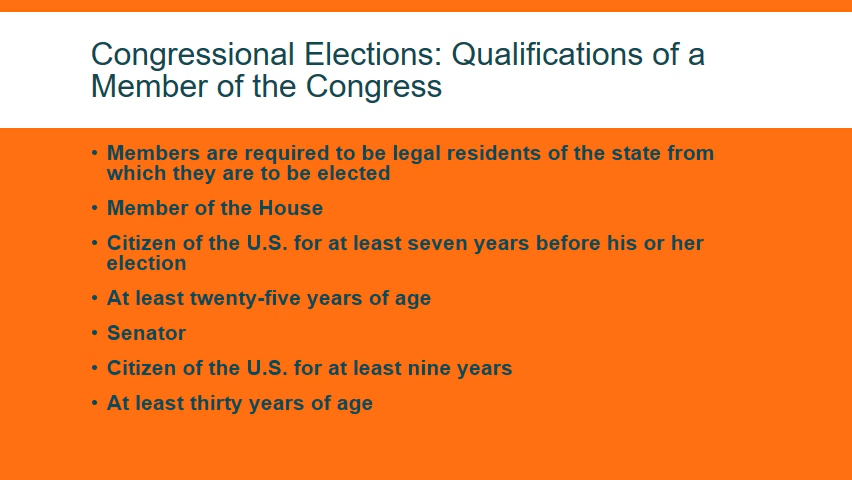 Congressional Elections: Qualifications of a
Member of the Congress
• Members are required to be legal residents of the state from
which they are to be elected
• Member of the House
• Citizen of the U.S. for at least seven years before his or her
election
• At least twenty-five years of age
• Senator
• Citizen of the U.S. for at least nine years
• At least thirty years of age